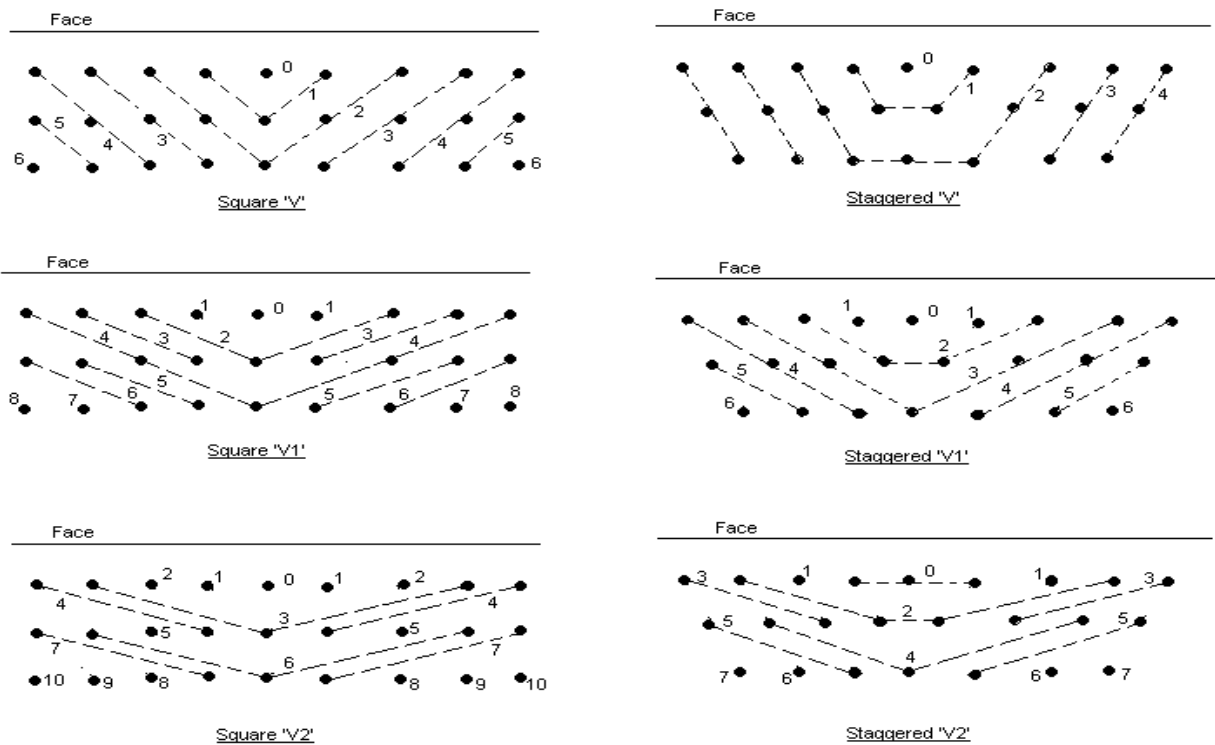 Face
0
1
2
5 4 3 3 4 5
6 6
Square 'V'
Face
0
1 2 3 4
Staggered 'V'
Face
1 0 1
4 3 2 3 4
5 5
8 7 6 6 7 8
Square 'V1'
Face
1 0 1
2
5 4 3 4 5
6 6
Staggered 'V1'
Face
2 1 0 1 2
4 3 4
7 5 5 7
6
10 9 8 8 9 10
Square 'V2'
Face
3 1 0 1 3
5 2 5
4
7 6 6 7
Staggered 'V2'